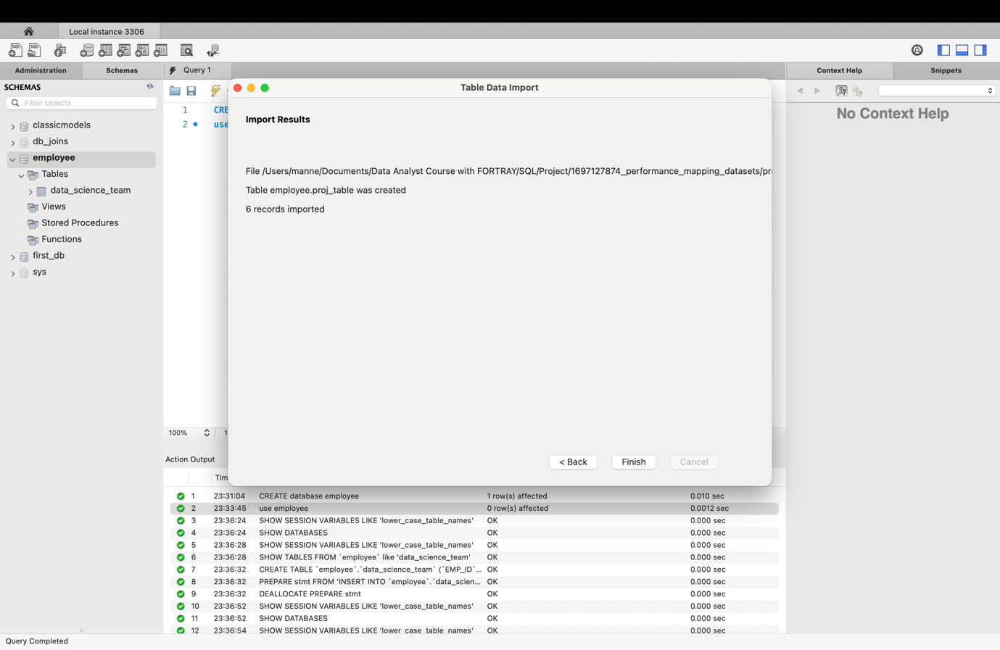 Local instance 3306
Administration
Schemas
Query 1
Context Help
Snippets
SCHEMAS
Filter objects
classicmodels
db_joins
employee
Tables
data_science_team
Views
Stored Procedures
Functions
first_db
sys
1 CRE
2 use
Table Data Import
Import Results
File /Users/manne/Documents/Data Analyst Course with FORTRAY/SQL/Project/1697127874_performance_mapping_datasets/pr
Table employee.proj_table was created
6 records imported
< Back
Finish
Cancel
No Context Help
100%
1
Action Output
Tim
1 23:31:04 CREATE database employee 1 row(s) affected 0.010 sec
2 23:33:45 use employee 0 row(s) affected 0.0012 sec
3 23:36:24 SHOW SESSION VARIABLES LIKE 'lower_case_table_names' OK 0.000 sec
4 23:36:24 SHOW DATABASES OK 0.000 sec
5 23:36:28 SHOW SESSION VARIABLES LIKE 'lower_case_table_names' OK 0.000 sec
6 23:36:28 SHOW TABLES FROM `employee` like 'data_science_team' OK 0.000 sec
7 23:36:32 CREATE TABLE `employee`.`data_science_team` (`EMP_ID`... OK 0.000 sec
8 23:36:32 PREPARE stmt FROM 'INSERT INTO `employee`.`data_scien... OK 0.000 sec
9 23:36:32 DEALLOCATE PREPARE stmt OK 0.000 sec
10 23:36:52 SHOW SESSION VARIABLES LIKE 'lower_case_table_names' OK 0.000 sec
11 23:36:52 SHOW DATABASES OK 0.000 sec
12 23:36:54 SHOW SESSION VARIABLES LIKE 'lower_case_table_names' OK 0.000 sec
Query Completed